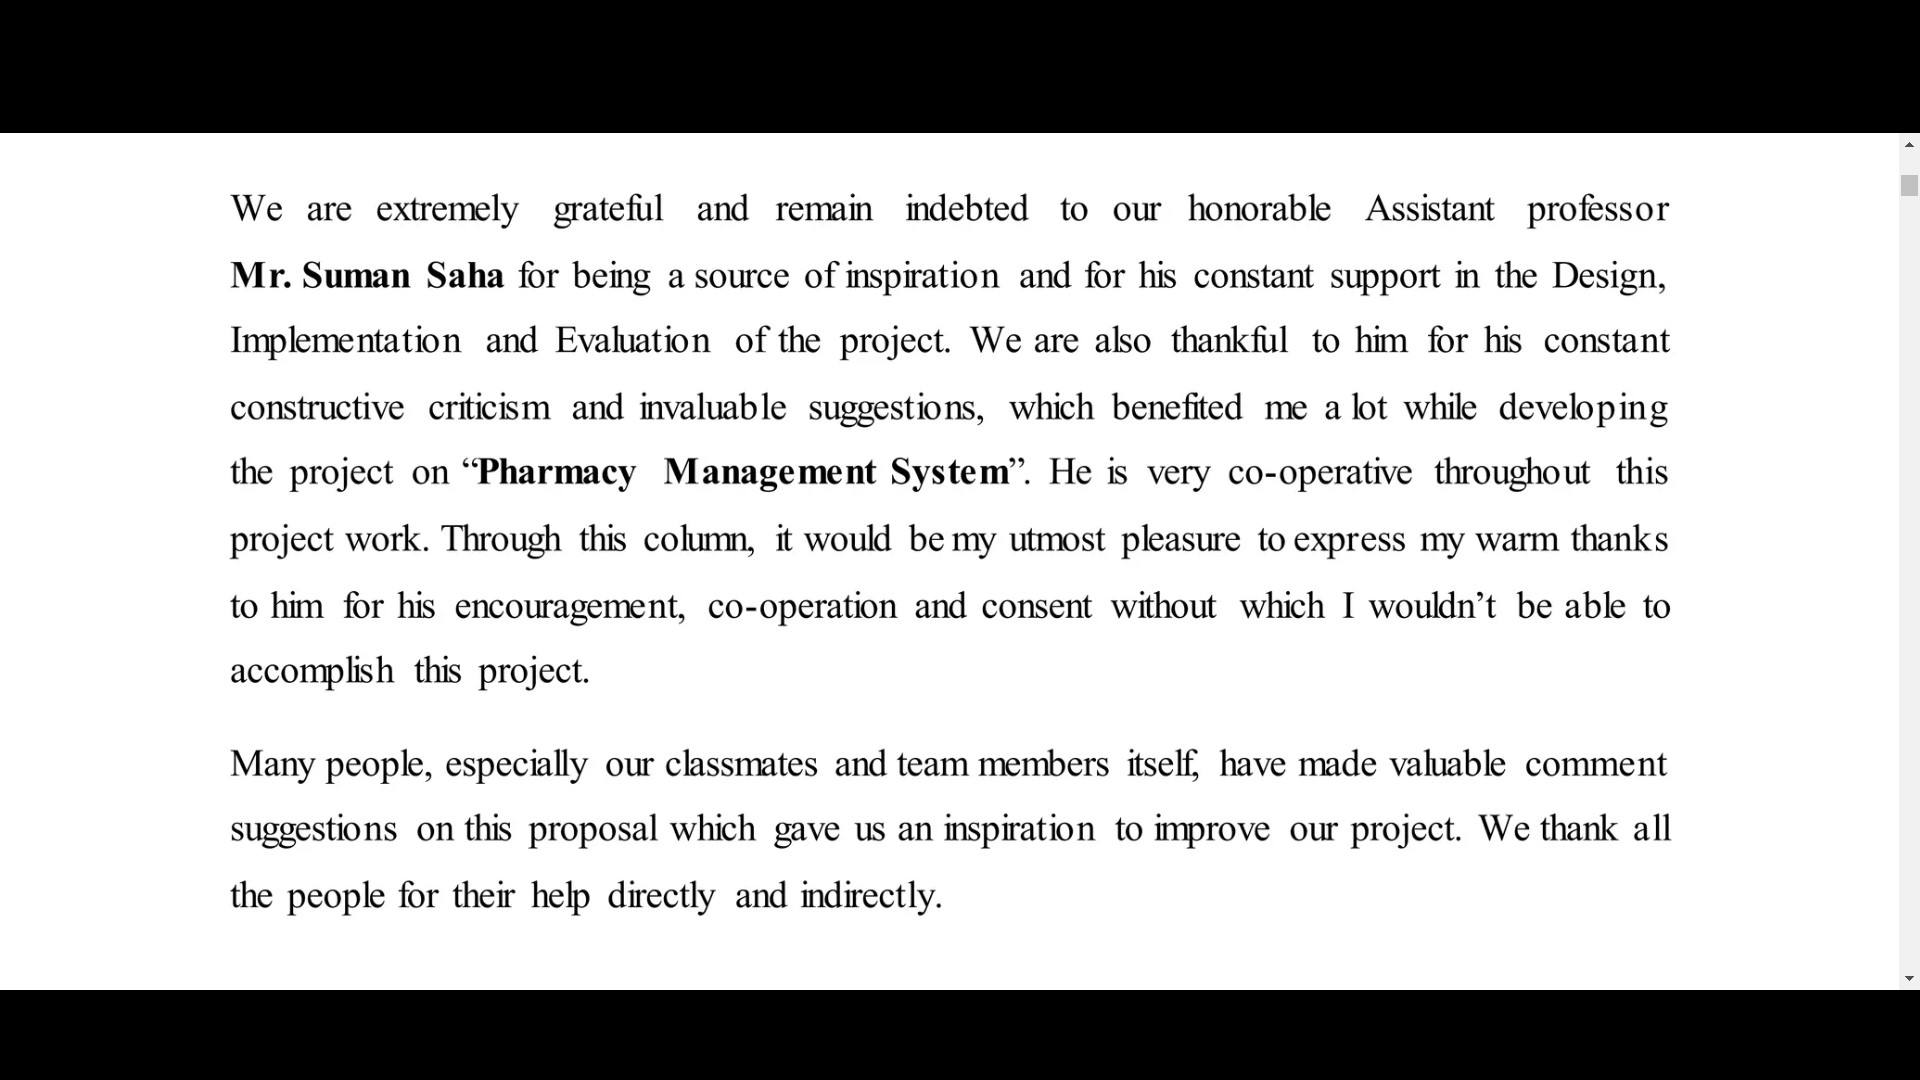 We are extremely grateful and remain indebted to our honorable Assistant professor
Mr. Suman Saha for being a source of inspiration and for his constant support in the Design,
Implementation and Evaluation of the project. We are also thankful to him for his constant
constructive criticism and invaluable suggestions, which benefited me a lot while developing
the project on “Pharmacy Management System”. He is very co-operative throughout this
project work. Through this column, it would be my utmost pleasure to express my warm thanks
to him for his encouragement, co-operation and consent without which I wouldn’t be able to
accomplish this project.
Many people, especially our classmates and team members itself, have made valuable comment
suggestions on this proposal which gave us an inspiration to improve our project. We thank all
the people for their help directly and indirectly.